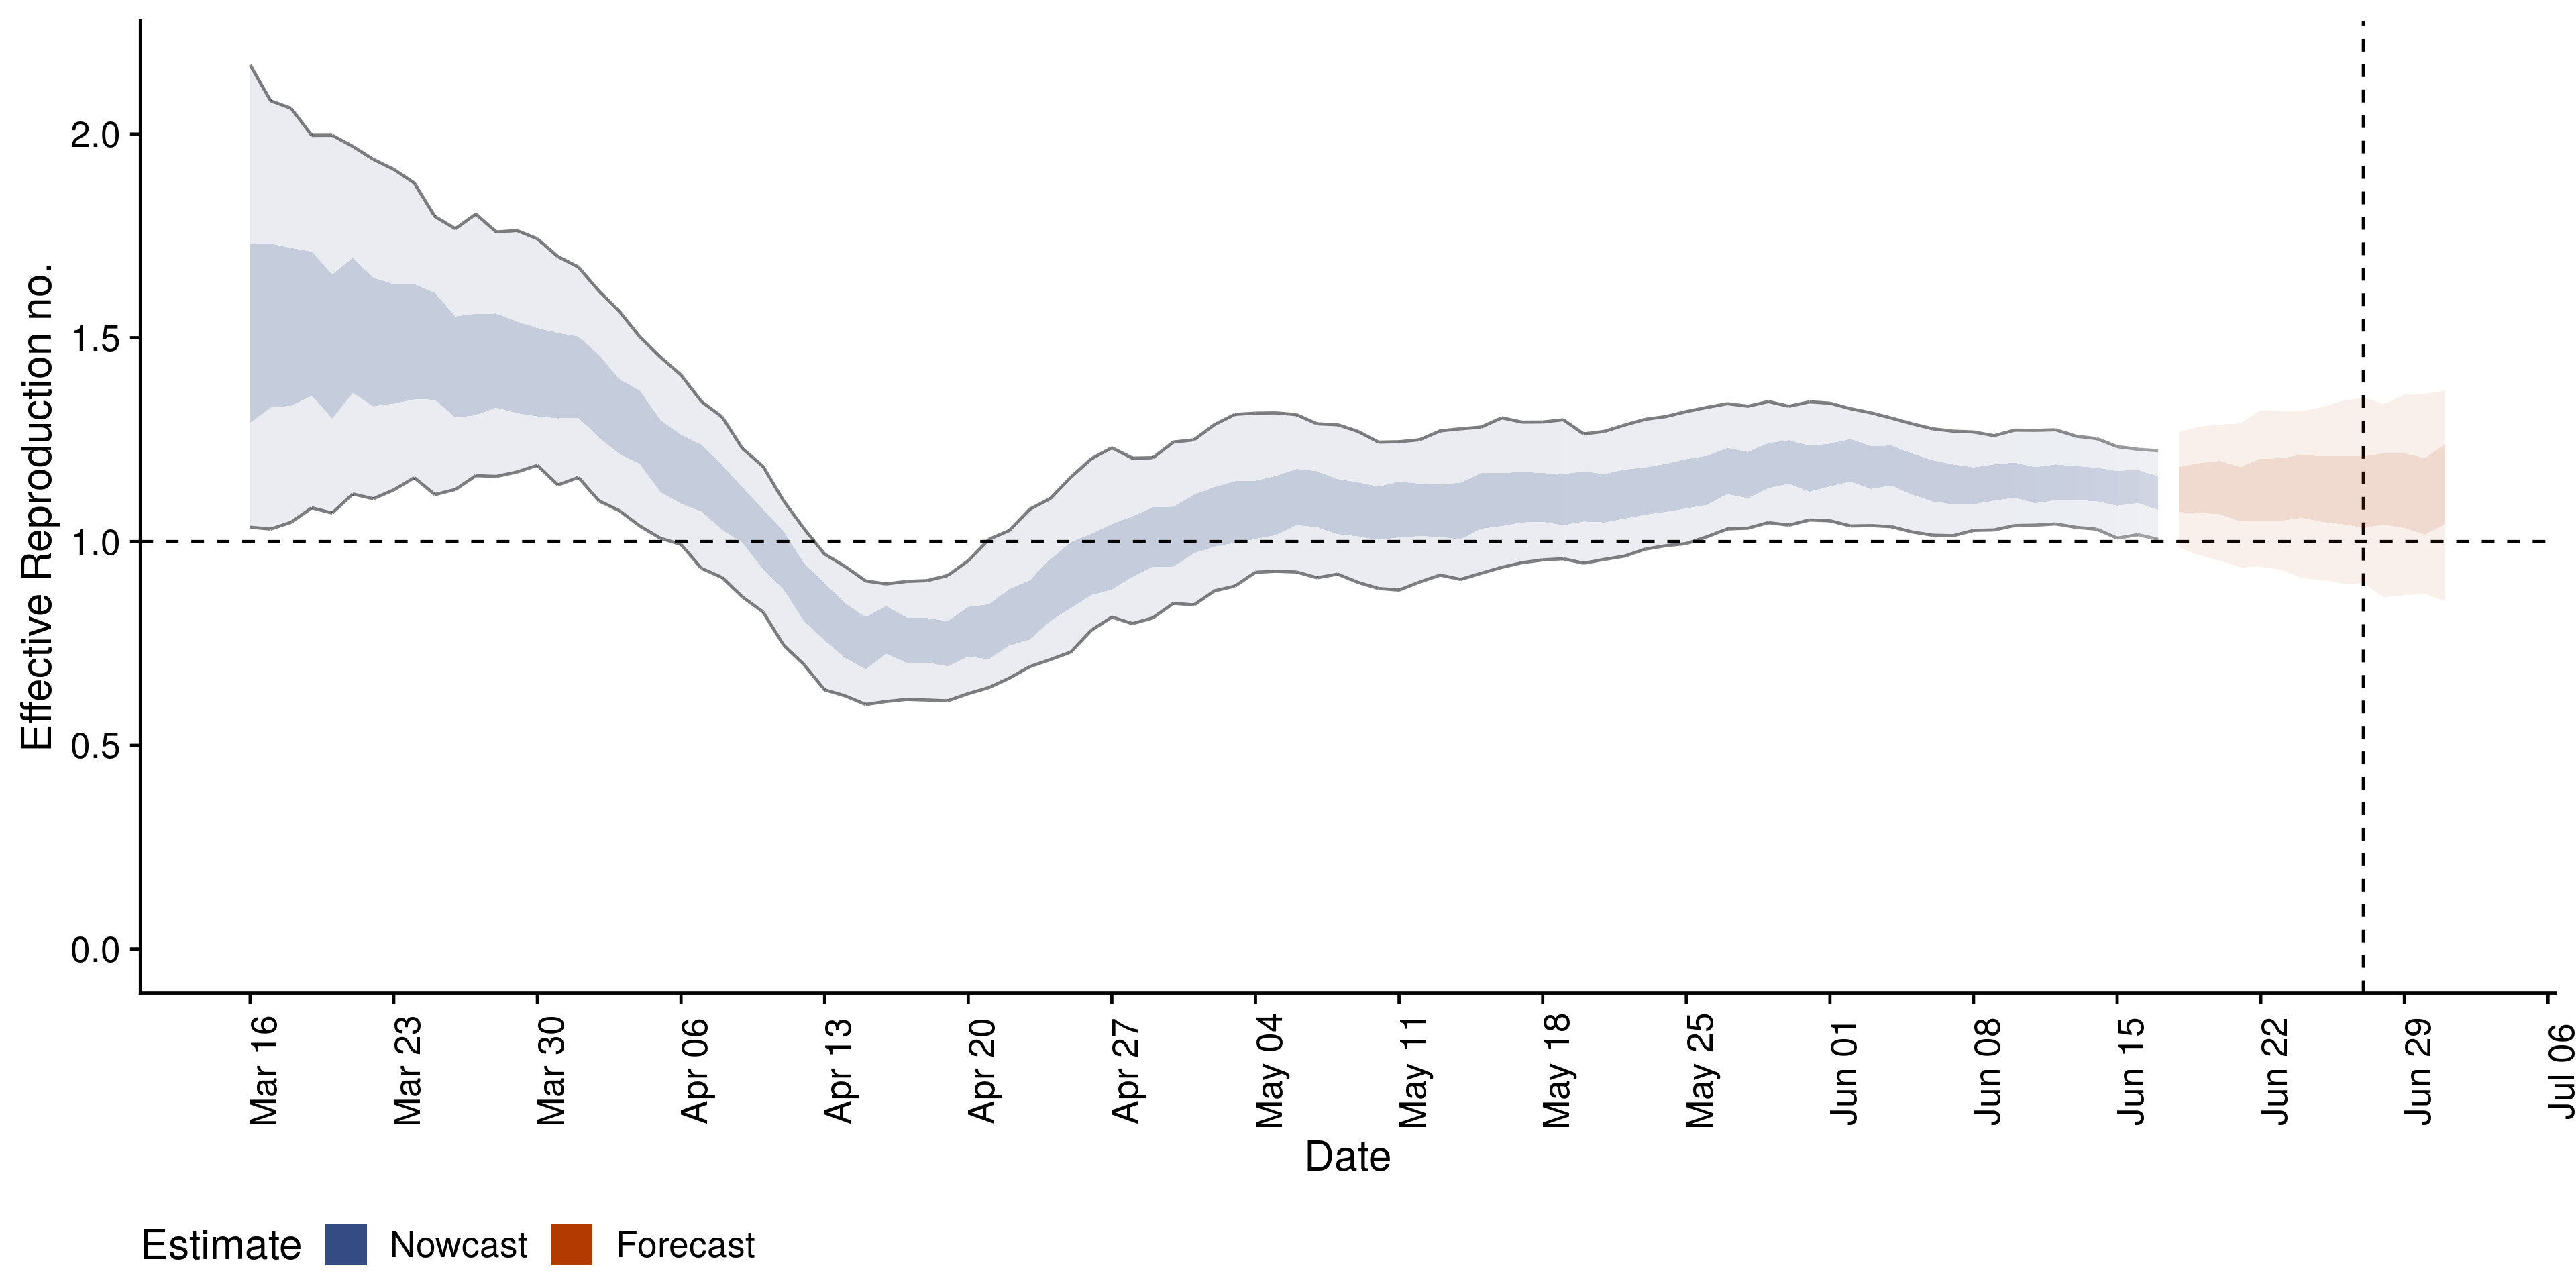 Effective Reproduction no.
2.0
1.5
1.0
0.5
0.0
Mar 16
Mar 23
Mar 30
Apr 06
Apr 13
Apr 20
Apr 27
May 04
May 11
May 18
May 25
Jun 01
Jun 08
Jun 15
Jun 22
Jun 29
Jul 06
Date
Estimate Nowcast Forecast